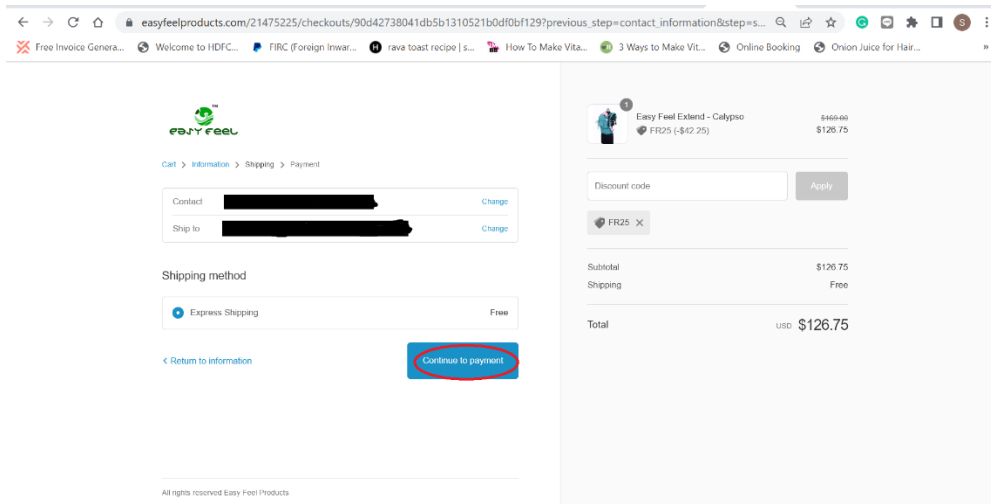 easyfeelproducts.com/21475225/checkouts/90d42738041db5b1310521b0df0bf129?previous_step=contact_information&step=s...
S
Free Invoice Genera...
Welcome to HDFC...
FIRC (Foreign Inwar...
rava toast recipe | s...
How To Make Vita...
3 Ways to Make Vit...
Online Booking
Onion Juice for Hair...
»
easy feel
TM
Cart > Information > Shipping > Payment
Contact
Change
Ship to
Change
Shipping method
Express Shipping
Free
< Return to information
Continue to payment
All rights reserved Easy Feel Products
1
Easy Feel Extend - Calypso
$169.00
FR25 (-$42.25)
$126.75
Discount code
Apply
FR25 ×
Subtotal
$126.75
Shipping
Free
Total
USD $126.75